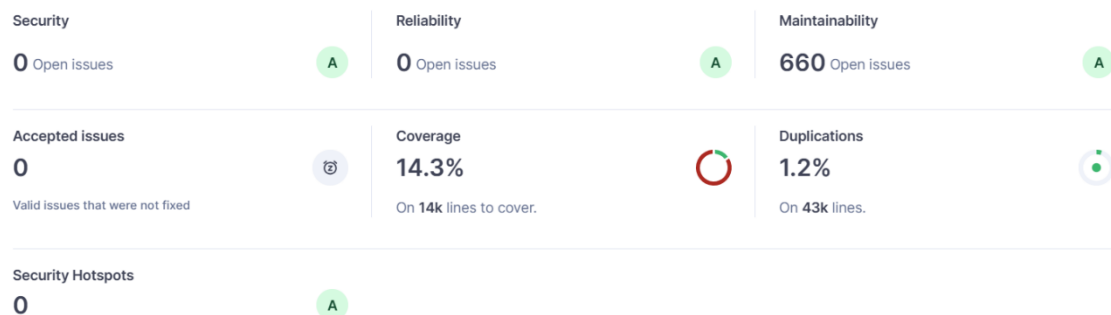 Security
0 Open issues
A
Reliability
0 Open issues
A
Maintainability
660 Open issues
A
Accepted issues
0
Valid issues that were not fixed
Coverage
14.3%
On 14k lines to cover.
Duplications
1.2%
On 43k lines.
Security Hotspots
0
A